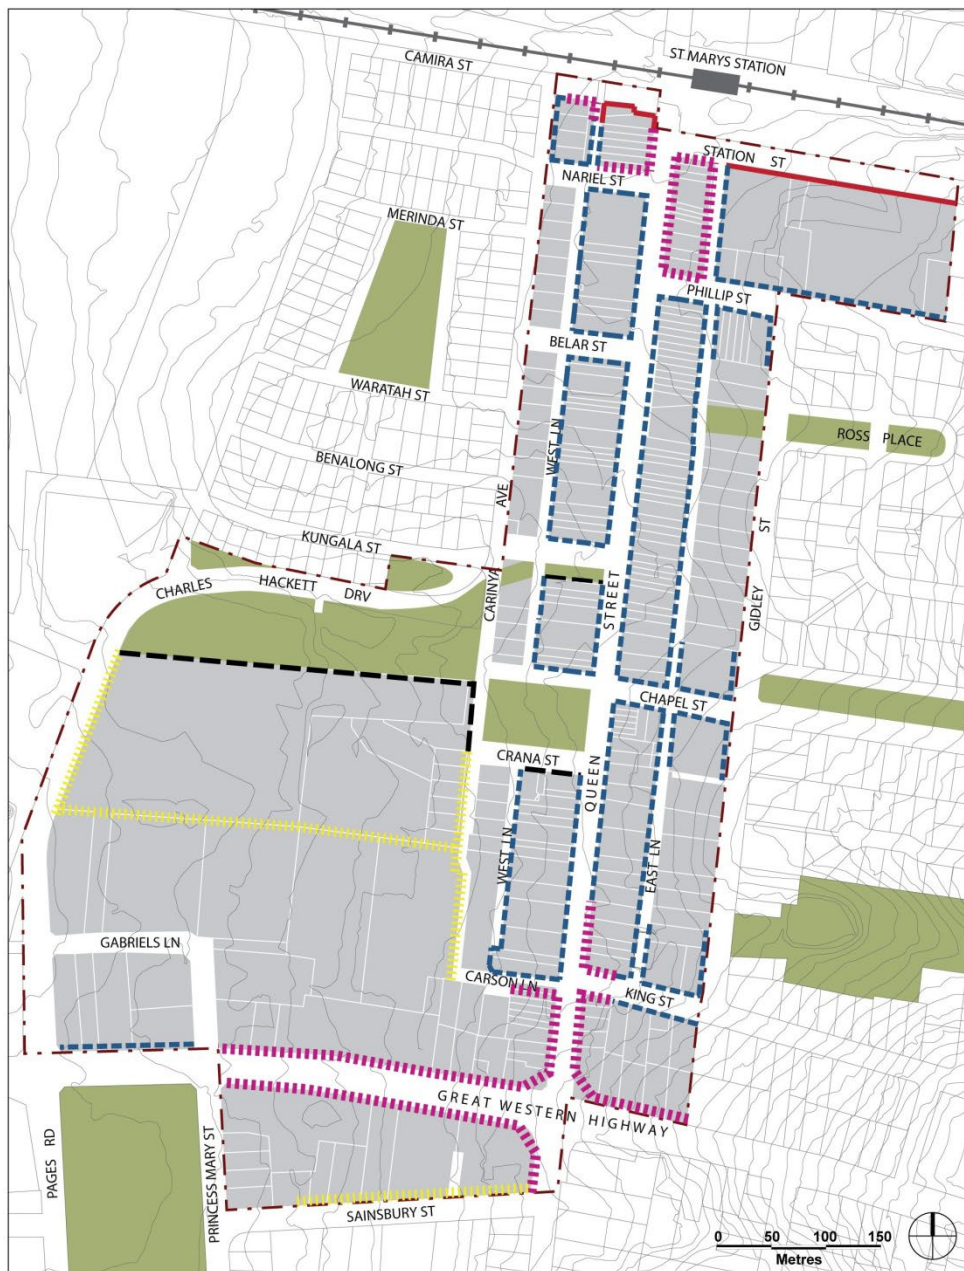 ST MARYS STATION
CAMIRA ST
STATION ST
NARIEL ST
MERINDA ST
PHILLIP ST
BELAR ST
WARATAH ST
ROSS PLACE
WEST LN
BENALONG ST
AVE
ST
KUNGALA ST
CHARLES HACKETT DRV
CARINYA
STREET
GIDLEY
CHAPEL ST
CRANA ST
QUEEN
WEST LN
EAST LN
GABRIELS LN
CARSON LN
KING ST
GREAT WESTERN HIGHWAY
PAGES RD
PRINCESS MARY ST
SAINSBURY ST
0 50 100 150
Metres